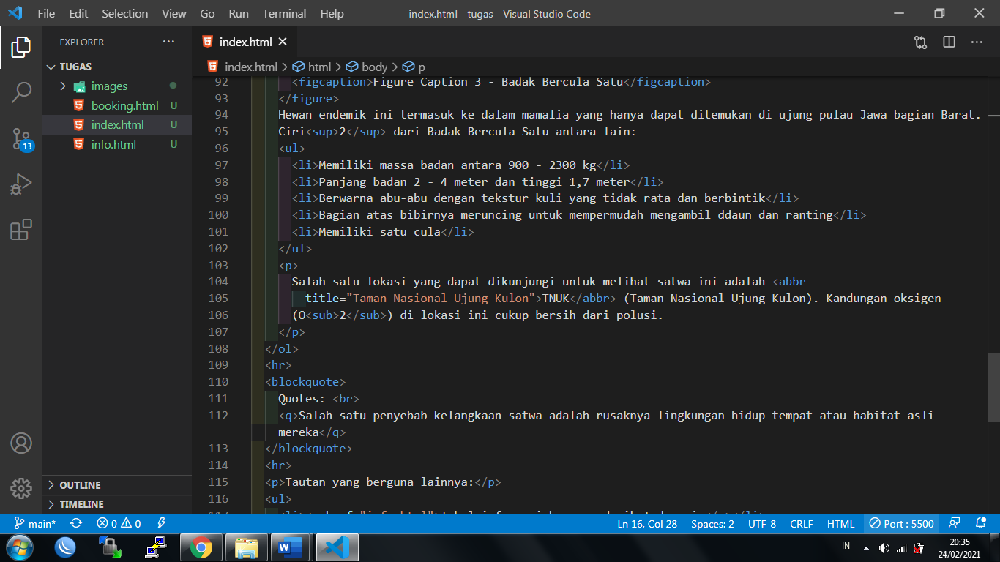 File Edit Selection View Go Run Terminal Help index.html - tugas - Visual Studio Code
EXPLORER
TUGAS
images
booking.html U
index.html U
info.html U
OUTLINE
TIMELINE
13
index.html
index.html > html > body > p
92 <figcaption>Figure Caption 3 - Badak Bercula Satu</figcaption>
93 </figure>
94 Hewan endemik ini termasuk ke dalam mamalia yang hanya dapat ditemukan di ujung pulau Jawa bagian Barat.
95 Ciri<sup>2</sup> dari Badak Bercula Satu antara lain:
96 <ul>
97 <li>Memiliki massa badan antara 900 - 2300 kg</li>
98 <li>Panjang badan 2 - 4 meter dan tinggi 1,7 meter</li>
99 <li>Berwarna abu-abu dengan tekstur kuli yang tidak rata dan berbintik</li>
100 <li>Bagian atas bibirnya meruncing untuk mempermudah mengambil ddaun dan ranting</li>
101 <li>Memiliki satu cula</li>
102 </ul>
103 <p>
104 Salah satu lokasi yang dapat dikunjungi untuk melihat satwa ini adalah <abbr
105 title="Taman Nasional Ujung Kulon">TNUK</abbr> (Taman Nasional Ujung Kulon). Kandungan oksigen
106 (O<sub>2</sub>) di lokasi ini cukup bersih dari polusi.
107 </p>
108 </ol>
109 <hr>
110 <blockquote>
111 Quotes: <br>
112 <q>Salah satu penyebab kelangkaan satwa adalah rusaknya lingkungan hidup tempat atau habitat asli
mereka</q>
113 </blockquote>
114 <hr>
115 <p>Tautan yang berguna lainnya:</p>
116 <ul>
main* 0 0 Ln 16, Col 28 Spaces: 2 UTF-8 CRLF HTML Port : 5500
IN 20:35
24/02/2021